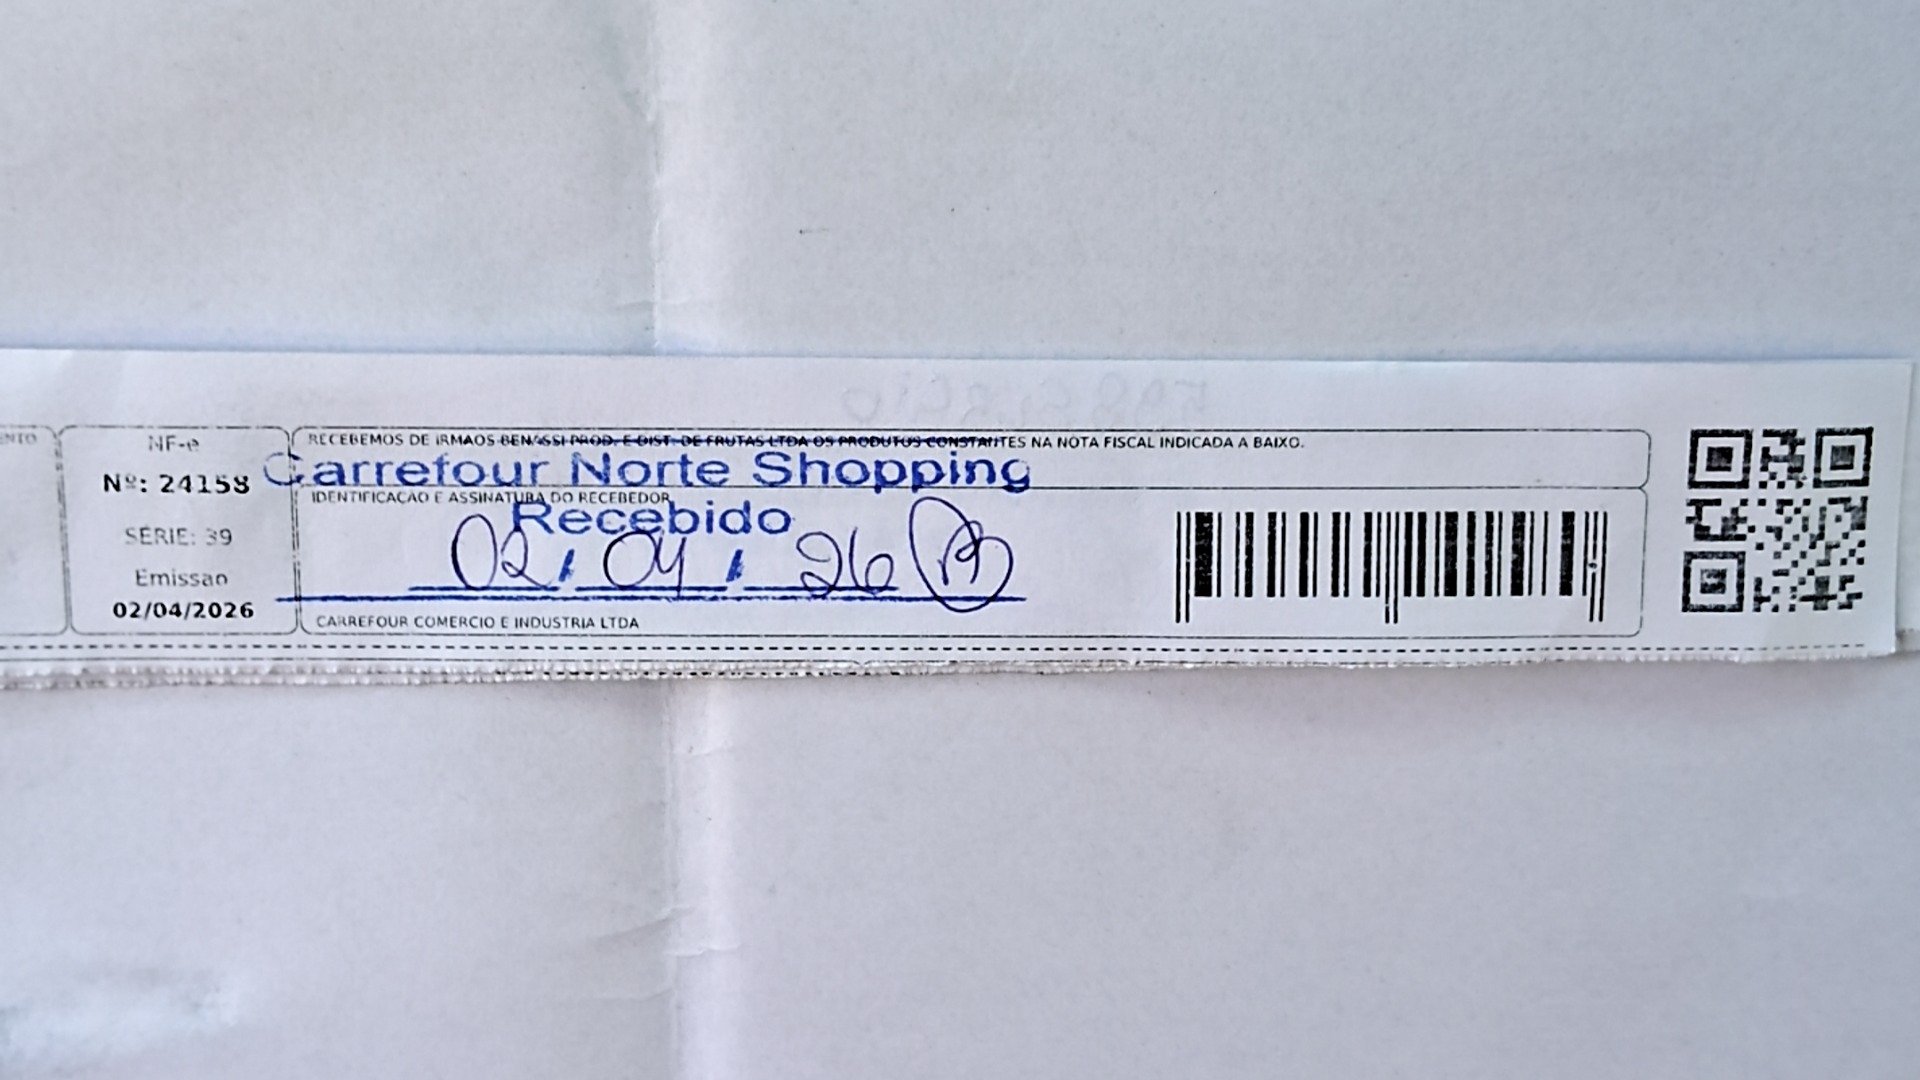 NF-e
Nº: 24158
SÉRIE: 39
Emissao
02/04/2026
RECEBEMOS DE IRMAOS BENASSI PROD. E DIST. DE FRUTAS LTDA OS PRODUTOS CONSTANTES NA NOTA FISCAL INDICADA A BAIXO.
Carrefour Norte Shopping
IDENTIFICAÇÃO E ASSINATURA DO RECEBEDOR
Recebido
02 / 04 / 26
CARREFOUR COMERCIO E INDUSTRIA LTDA